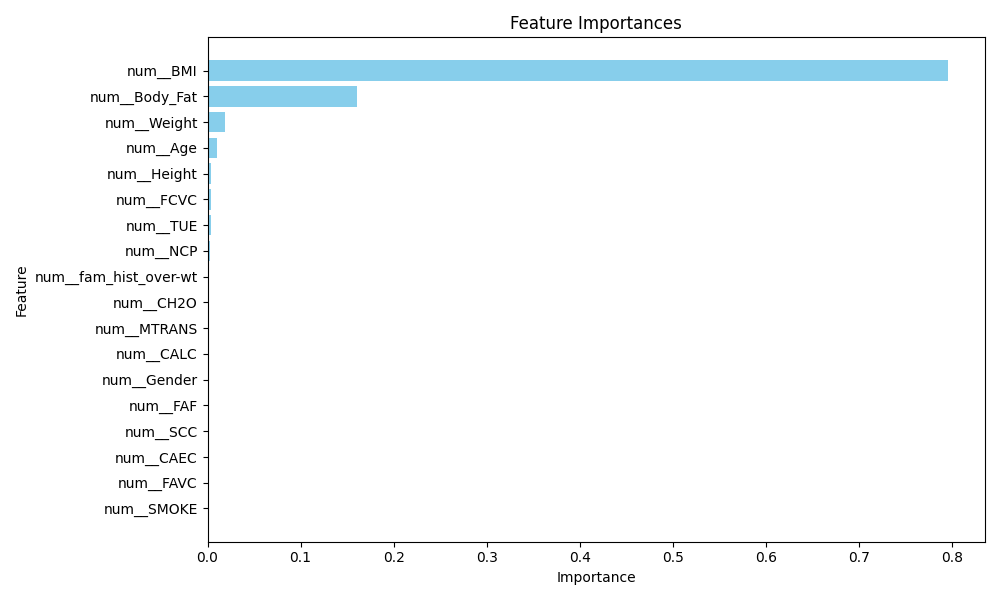 Feature Importances
Feature
num__BMI
num__Body_Fat
num__Weight
num__Age
num__Height
num__FCVC
num__TUE
num__NCP
num__fam_hist_over-wt
num__CH2O
num__MTRANS
num__CALC
num__Gender
num__FAF
num__SCC
num__CAEC
num__FAVC
num__SMOKE
0.0 0.1 0.2 0.3 0.4 0.5 0.6 0.7 0.8
Importance